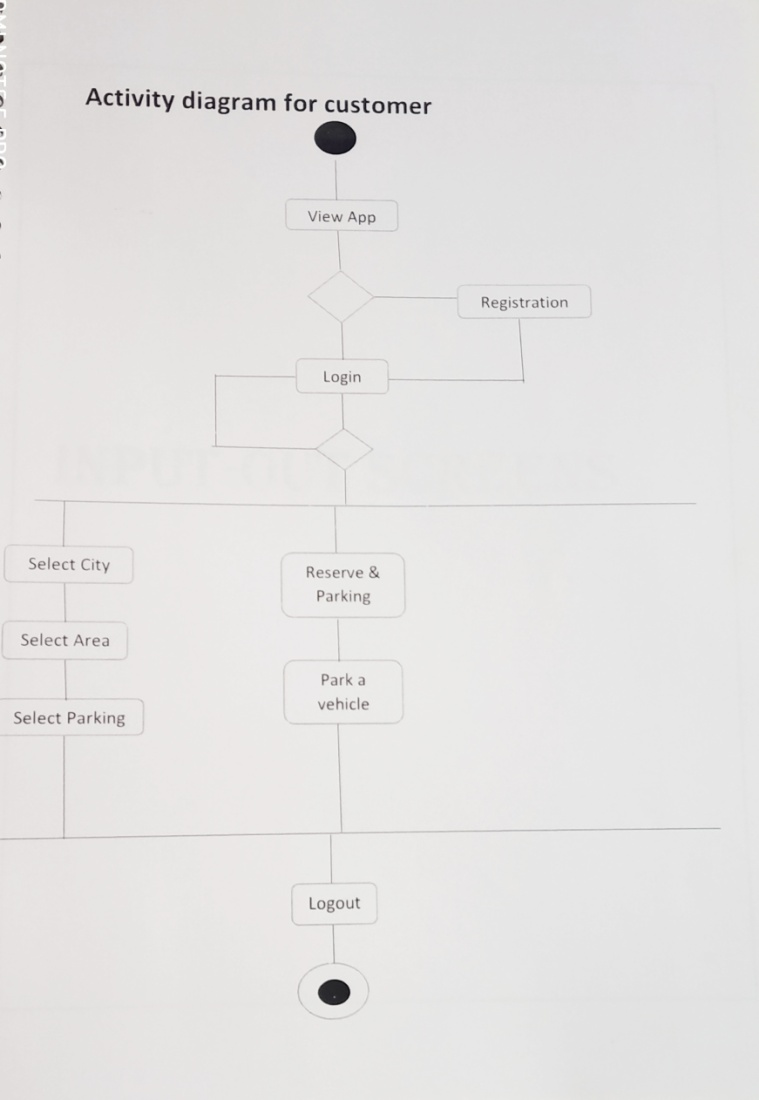 Activity diagram for customer
View App
Registration
Login
Select City
Reserve &
Parking
Select Area
Park a
vehicle
Select Parking
Logout